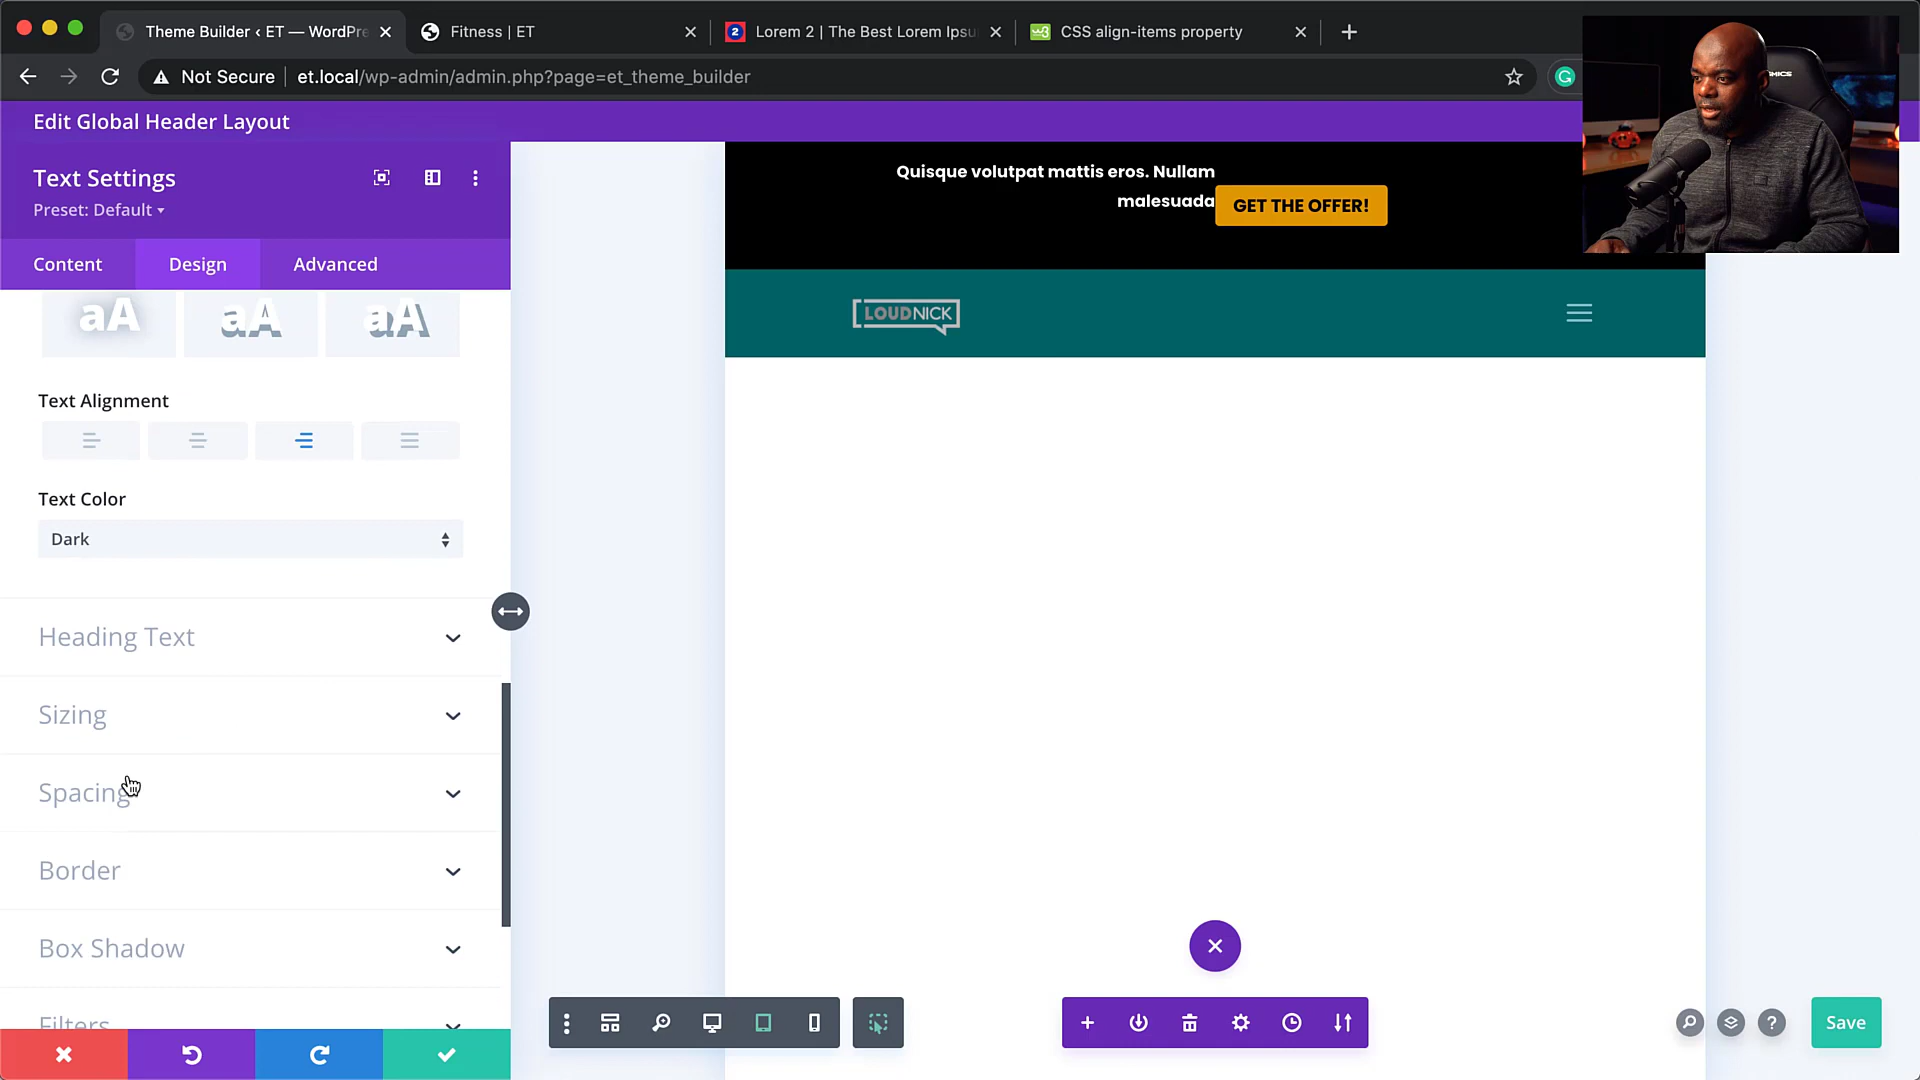 Theme Builder ‹ ET — WordPre
Fitness | ET
2 Lorem 2 | The Best Lorem Ipsu
CSS align-items property
Not Secure
et.local/wp-admin/admin.php?page=et_theme_builder
Edit Global Header Layout
Text Settings
Preset: Default
Content
Design
Advanced
aA
aA
aA
Text Alignment
Text Color
Dark
Heading Text
Sizing
Spacing
Border
Box Shadow
Filters
Quisque volutpat mattis eros. Nullam
malesuada
GET THE OFFER!
LOUDNICK
Save